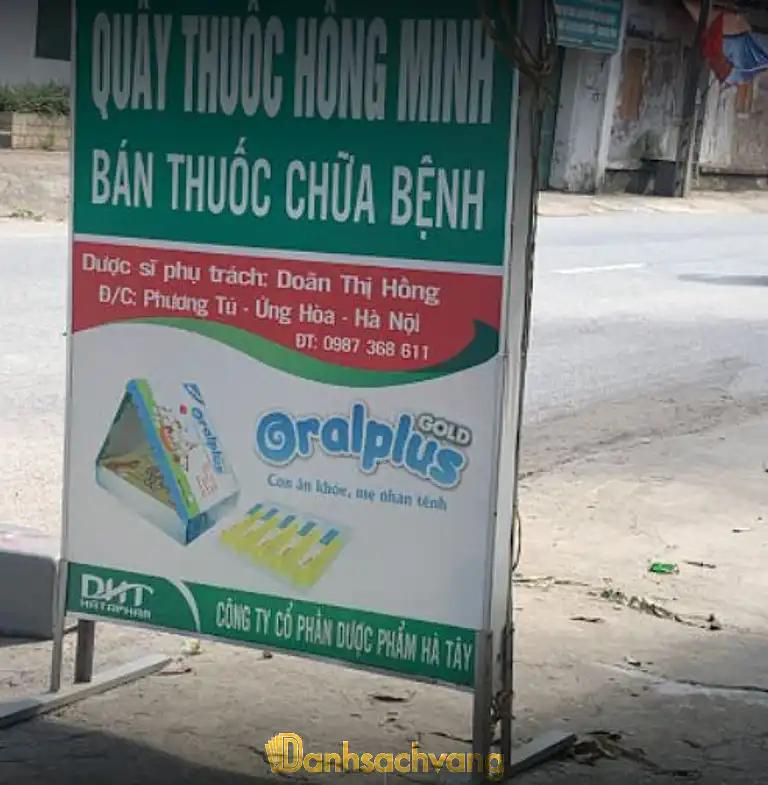 QUẦY THUỐC HỒNG MINH
BÁN THUỐC CHỮA BỆNH
Dược sĩ phụ trách: Doãn Thị Hồng
Đ/C: Phương Tú - Ứng Hòa - Hà Nội
ĐT: 0987 368 611
oralplus
Oralplus
GOLD
Con ăn khỏe, mẹ nhàn tênh
DHT
HATAPHAR
CÔNG TY CỔ PHẦN DƯỢC PHẨM HÀ TÂY
Danhsachvang